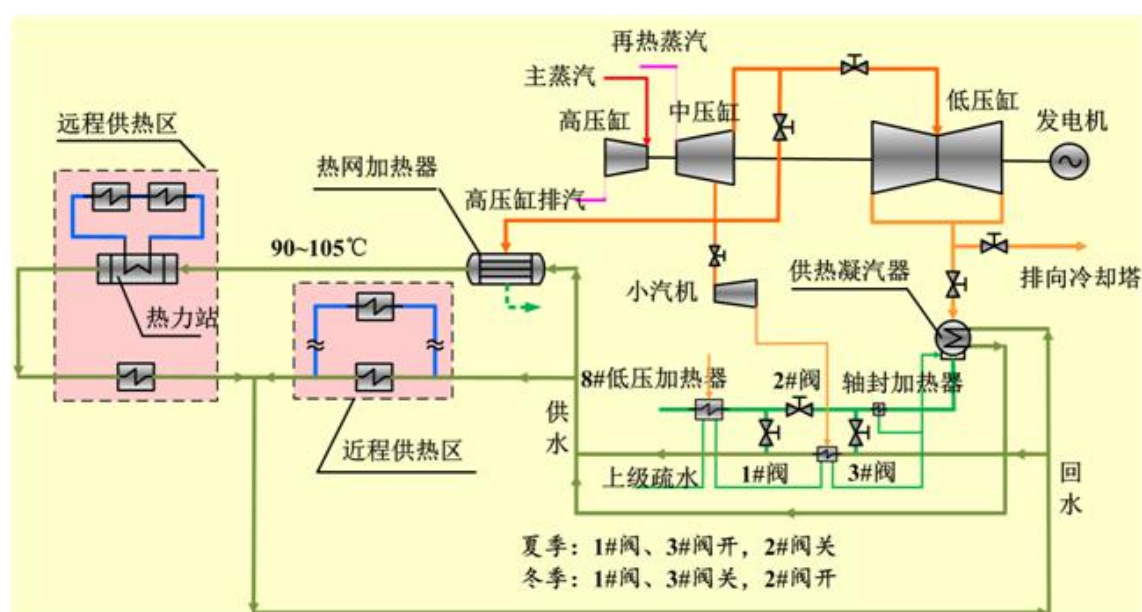 再热蒸汽
主蒸汽
高压缸
中压缸
低压缸
发电机
远程供热区
热网加热器
高压缸排汽
90~105℃
小汽机
供热凝汽器
排向冷却塔
热力站
8#低压加热器
2#阀
轴封加热器
供水
近程供热区
上级疏水
1#阀
3#阀
回水
夏季：1#阀、3#阀开，2#阀关
冬季：1#阀、3#阀关，2#阀开